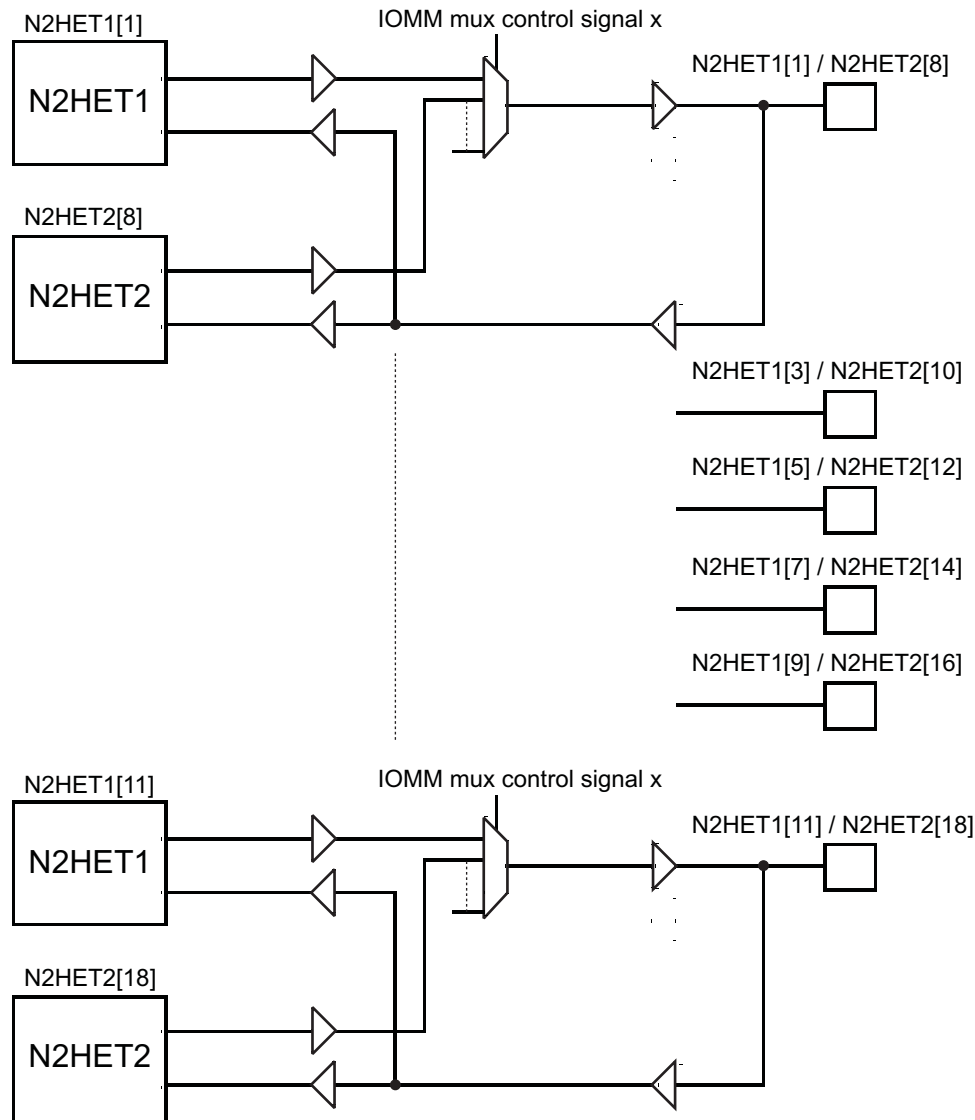 N2HET1[1]
IOMM mux control signal x
N2HET1[1] / N2HET2[8]
N2HET1
N2HET2[8]
N2HET2
N2HET1[3] / N2HET2[10]
N2HET1[5] / N2HET2[12]
N2HET1[7] / N2HET2[14]
N2HET1[9] / N2HET2[16]
N2HET1[11]
IOMM mux control signal x
N2HET1[11] / N2HET2[18]
N2HET1
N2HET2[18]
N2HET2